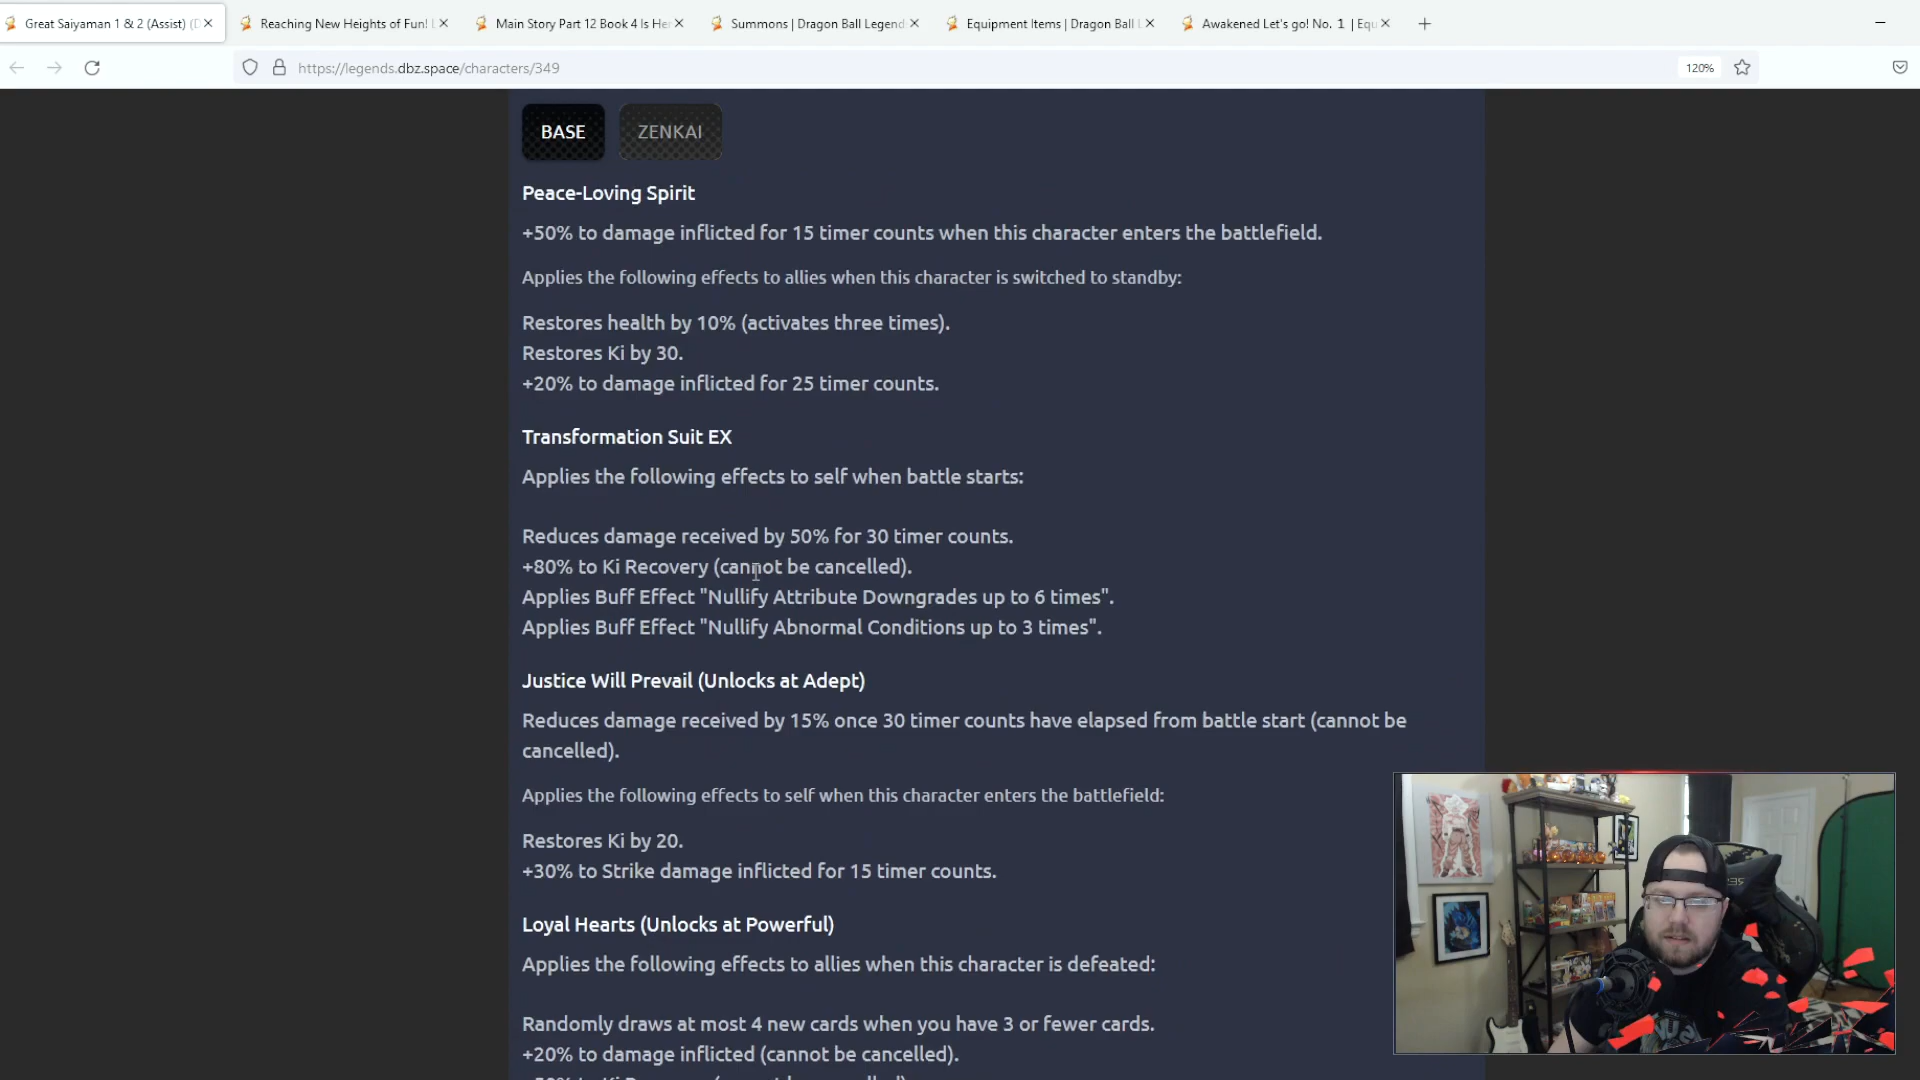 Great Saiyaman 1 & 2 (Assist) (D
Reaching New Heights of Fun! L
Main Story Part 12 Book 4 Is Her
Summons | Dragon Ball Legend
Equipment Items | Dragon Ball L
Awakened Let's go! No. 1 | Equ
https://legends.dbz.space/characters/349
120%
BASE
ZENKAI
Peace-Loving Spirit
+50% to damage inflicted for 15 timer counts when this character enters the battlefield.
Applies the following effects to allies when this character is switched to standby:
Restores health by 10% (activates three times).
Restores Ki by 30.
+20% to damage inflicted for 25 timer counts.
Transformation Suit EX
Applies the following effects to self when battle starts:
Reduces damage received by 50% for 30 timer counts.
+80% to Ki Recovery (cannot be cancelled).
Applies Buff Effect "Nullify Attribute Downgrades up to 6 times".
Applies Buff Effect "Nullify Abnormal Conditions up to 3 times".
Justice Will Prevail (Unlocks at Adept)
Reduces damage received by 15% once 30 timer counts have elapsed from battle start (cannot be
cancelled).
Applies the following effects to self when this character enters the battlefield:
Restores Ki by 20.
+30% to Strike damage inflicted for 15 timer counts.
Loyal Hearts (Unlocks at Powerful)
Applies the following effects to allies when this character is defeated:
Randomly draws at most 4 new cards when you have 3 or fewer cards.
+20% to damage inflicted (cannot be cancelled).